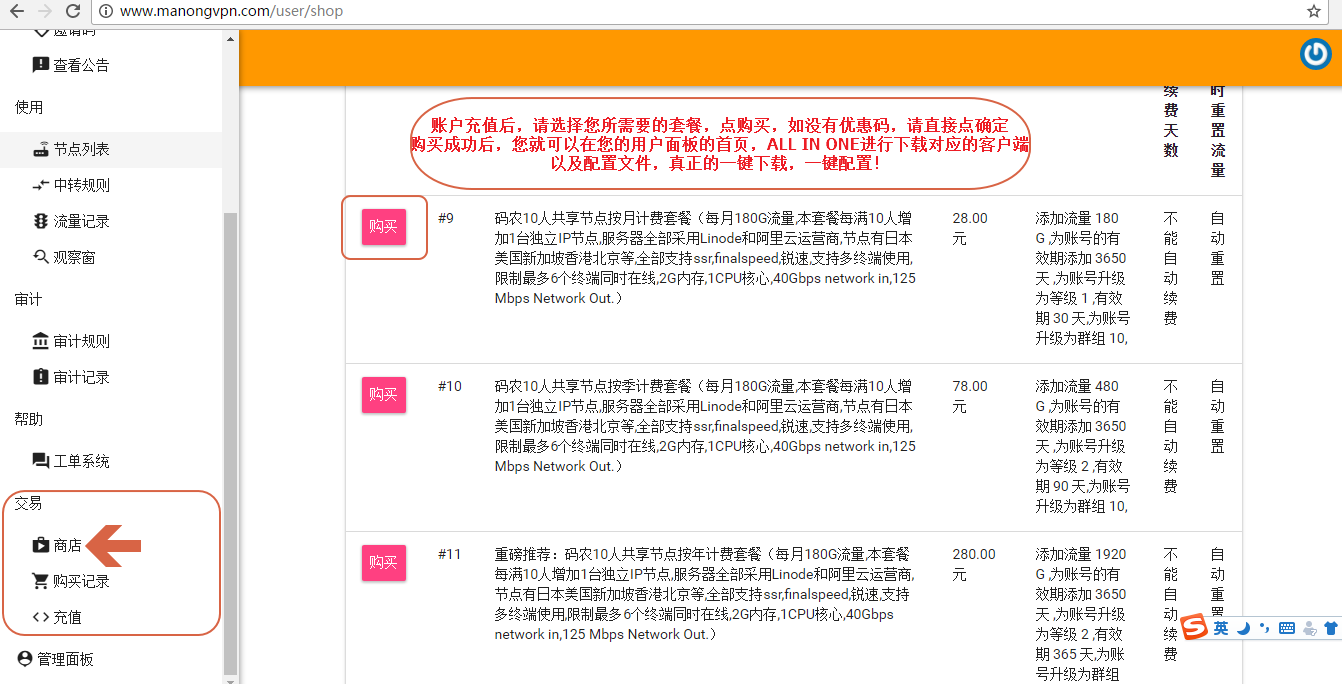 www.manongvpn.com/user/shop
邀请码
查看公告
使用
节点列表
中转规则
流量记录
观察窗
审计
审计规则
审计记录
帮助
工单系统
交易
商店
购买记录
充值
管理面板
续
费
天
数
时
重
置
流
量
账户充值后，请选择您所需要的套餐，点购买，如没有优惠码，请直接点确定
购买成功后，您就可以在您的用户面板的首页，ALL IN ONE进行下载对应的客户端
以及配置文件，真正的一键下载，一键配置！
购买
#9
码农10人共享节点按月计费套餐（每月180G流量,本套餐每满10人增
加1台独立IP节点,服务器全部采用Linode和阿里云运营商,节点有日本
美国新加坡香港北京等,全部支持ssr,finalspeed,锐速,支持多终端使用,
限制最多6个终端同时在线,2G内存,1CPU核心,40Gbps network in,125
Mbps Network Out.）
28.00
元
添加流量 180
G ,为账号的有
效期添加 3650
天 ,为账号升级
为等级 1 ,有效
期 30 天,为账号
升级为群组 10,
不
能
自
动
续
费
自
动
重
置
购买
#10
码农10人共享节点按季计费套餐（每月180G流量,本套餐每满10人增
加1台独立IP节点,服务器全部采用Linode和阿里云运营商,节点有日本
美国新加坡香港北京等,全部支持ssr,finalspeed,锐速,支持多终端使用,
限制最多6个终端同时在线,2G内存,1CPU核心,40Gbps network in,125
Mbps Network Out.）
78.00
元
添加流量 480
G ,为账号的有
效期添加 3650
天 ,为账号升级
为等级 2 ,有效
期 90 天,为账号
升级为群组 10,
不
能
自
动
续
费
自
动
重
置
购买
#11
重磅推荐：码农10人共享节点按年计费套餐（每月180G流量,本套餐
每满10人增加1台独立IP节点,服务器全部采用Linode和阿里云运营商,
节点有日本美国新加坡香港北京等,全部支持ssr,finalspeed,锐速,支持
多终端使用,限制最多6个终端同时在线,2G内存,1CPU核心,40Gbps
network in,125 Mbps Network Out.）
280.00
元
添加流量 1920
G ,为账号的有
效期添加 3650
天 ,为账号升级
为等级 2 ,有效
期 365 天,为账
号升级为群组
不
能
自
动
续
费
自
动
重
置
S 英